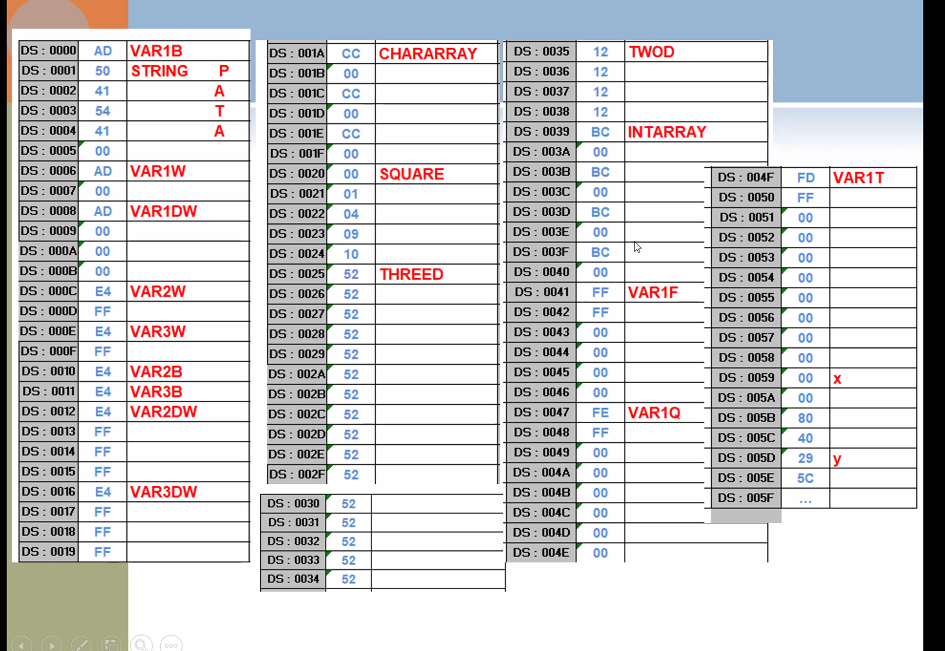 DS : 0000 AD VAR1B
DS : 0001 50 STRING P
DS : 0002 41 A
DS : 0003 54 T
DS : 0004 41 A
DS : 0005 00
DS : 0006 AD VAR1W
DS : 0007 00
DS : 0008 AD VAR1DW
DS : 0009 00
DS : 000A 00
DS : 000B 00
DS : 000C E4 VAR2W
DS : 000D FF
DS : 000E E4 VAR3W
DS : 000F FF
DS : 0010 E4 VAR2B
DS : 0011 E4 VAR3B
DS : 0012 E4 VAR2DW
DS : 0013 FF
DS : 0014 FF
DS : 0015 FF
DS : 0016 E4 VAR3DW
DS : 0017 FF
DS : 0018 FF
DS : 0019 FF
DS : 001A CC CHARARRAY
DS : 001B 00
DS : 001C CC
DS : 001D 00
DS : 001E CC
DS : 001F 00
DS : 0020 00 SQUARE
DS : 0021 01
DS : 0022 04
DS : 0023 09
DS : 0024 10
DS : 0025 52 THREED
DS : 0026 52
DS : 0027 52
DS : 0028 52
DS : 0029 52
DS : 002A 52
DS : 002B 52
DS : 002C 52
DS : 002D 52
DS : 002E 52
DS : 002F 52
DS : 0030 52
DS : 0031 52
DS : 0032 52
DS : 0033 52
DS : 0034 52
DS : 0035 12 TWOD
DS : 0036 12
DS : 0037 12
DS : 0038 12
DS : 0039 BC INTARRAY
DS : 003A 00
DS : 003B BC
DS : 003C 00
DS : 003D BC
DS : 003E 00
DS : 003F BC
DS : 0040 00
DS : 0041 FF VAR1F
DS : 0042 FF
DS : 0043 00
DS : 0044 00
DS : 0045 00
DS : 0046 00
DS : 0047 FE VAR1Q
DS : 0048 FF
DS : 0049 00
DS : 004A 00
DS : 004B 00
DS : 004C 00
DS : 004D 00
DS : 004E 00
DS : 004F FD VAR1T
DS : 0050 FF
DS : 0051 00
DS : 0052 00
DS : 0053 00
DS : 0054 00
DS : 0055 00
DS : 0056 00
DS : 0057 00
DS : 0058 00
DS : 0059 00 x
DS : 005A 00
DS : 005B 80
DS : 005C 40
DS : 005D 29 y
DS : 005E 5C
DS : 005F ...